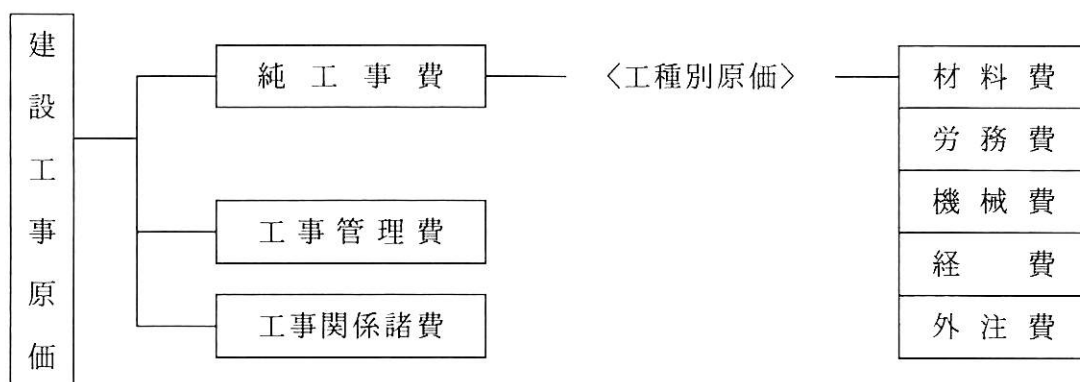 建設工事原価
純工事費
〈工種別原価〉
材料費
労務費
機械費
経費
外注費
工事管理費
工事関係諸費